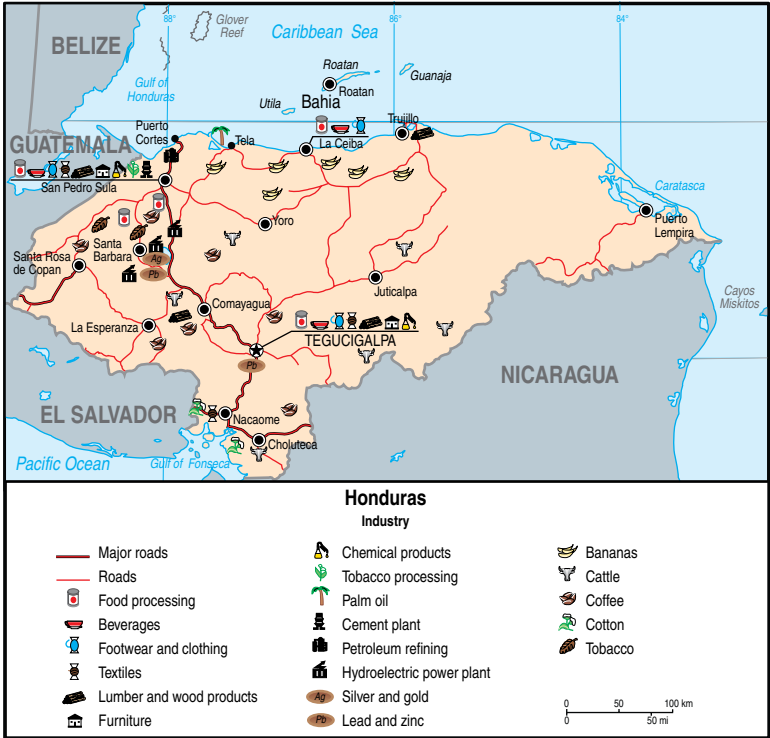 88°
86°
84°
Glover
Reef
Caribbean Sea
BELIZE
Roatan
Guanaja
Roatan
Gulf of
Honduras
Utila
Bahia
Trujillo
Puerto
Cortes
Tela
La Ceiba
GUATEMALA
San Pedro Sula
Caratasca
Puerto
Lempira
Yoro
Santa
Barbara
Santa Rosa
de Copan
Ag
Pb
Juticalpa
Cayos
Miskitos
Comayagua
La Esperanza
TEGUCIGALPA
Pb
NICARAGUA
EL SALVADOR
Nacaome
Choluteca
Pacific Ocean
Gulf of Fonseca
Honduras
Industry
Major roads
Roads
Food processing
Beverages
Footwear and clothing
Textiles
Lumber and wood products
Furniture
Chemical products
Tobacco processing
Palm oil
Cement plant
Petroleum refining
Hydroelectric power plant
Ag Silver and gold
Pb Lead and zinc
Bananas
Cattle
Coffee
Cotton
Tobacco
0 50 100 km
0 50 mi